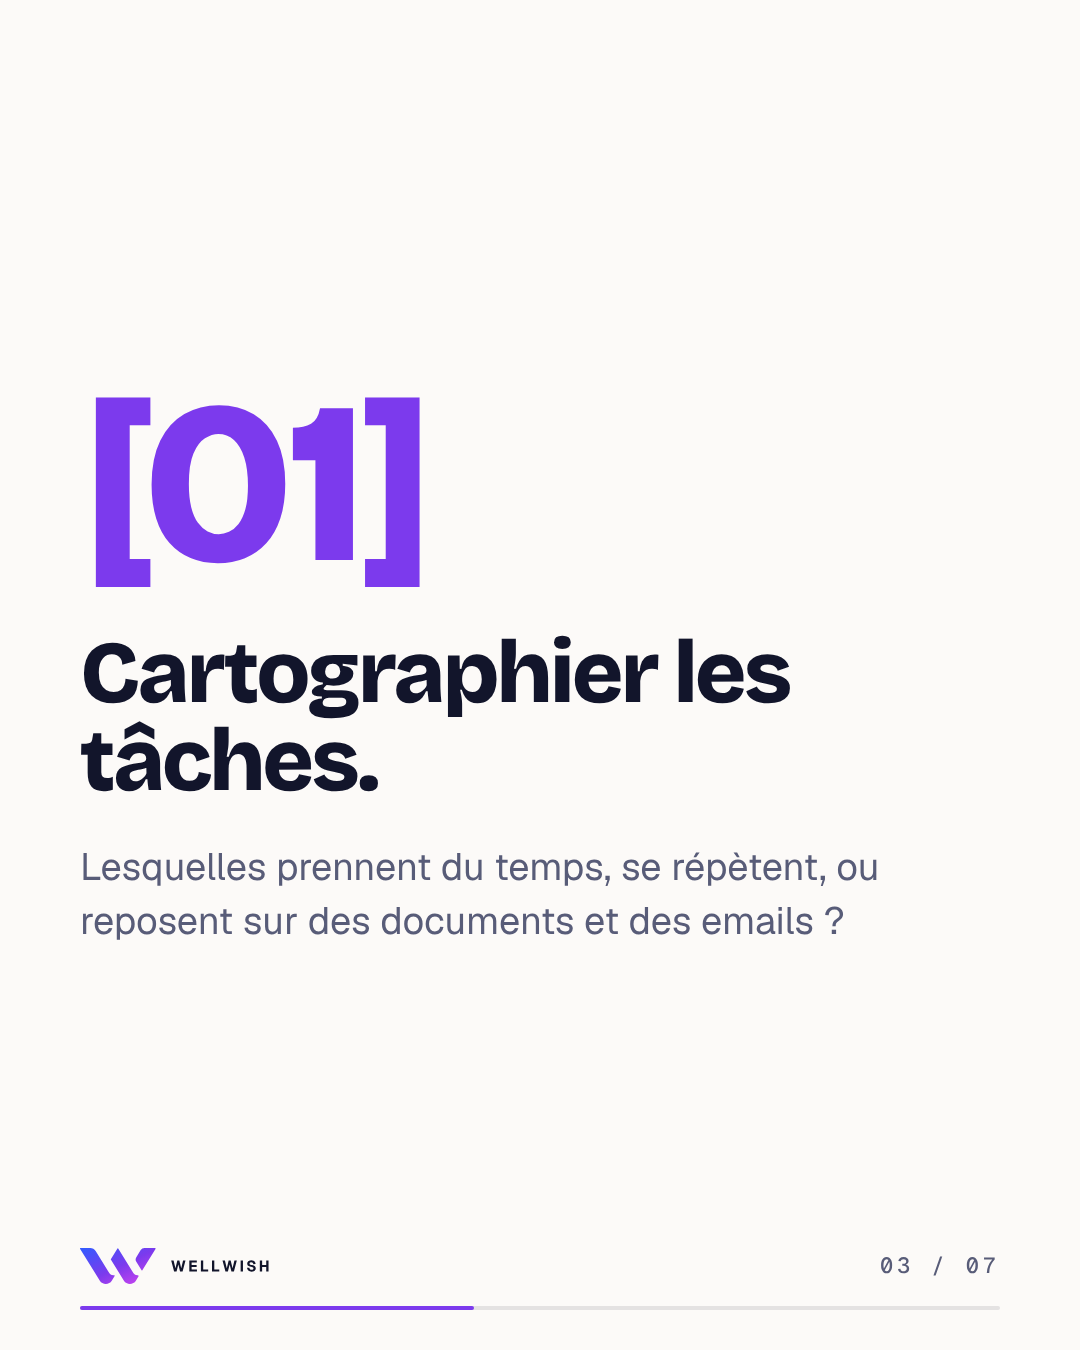 [01]
Cartographier les
tâches.
Lesquelles prennent du temps, se répètent, ou
reposent sur des documents et des emails ?
WELLWISH
03 / 07